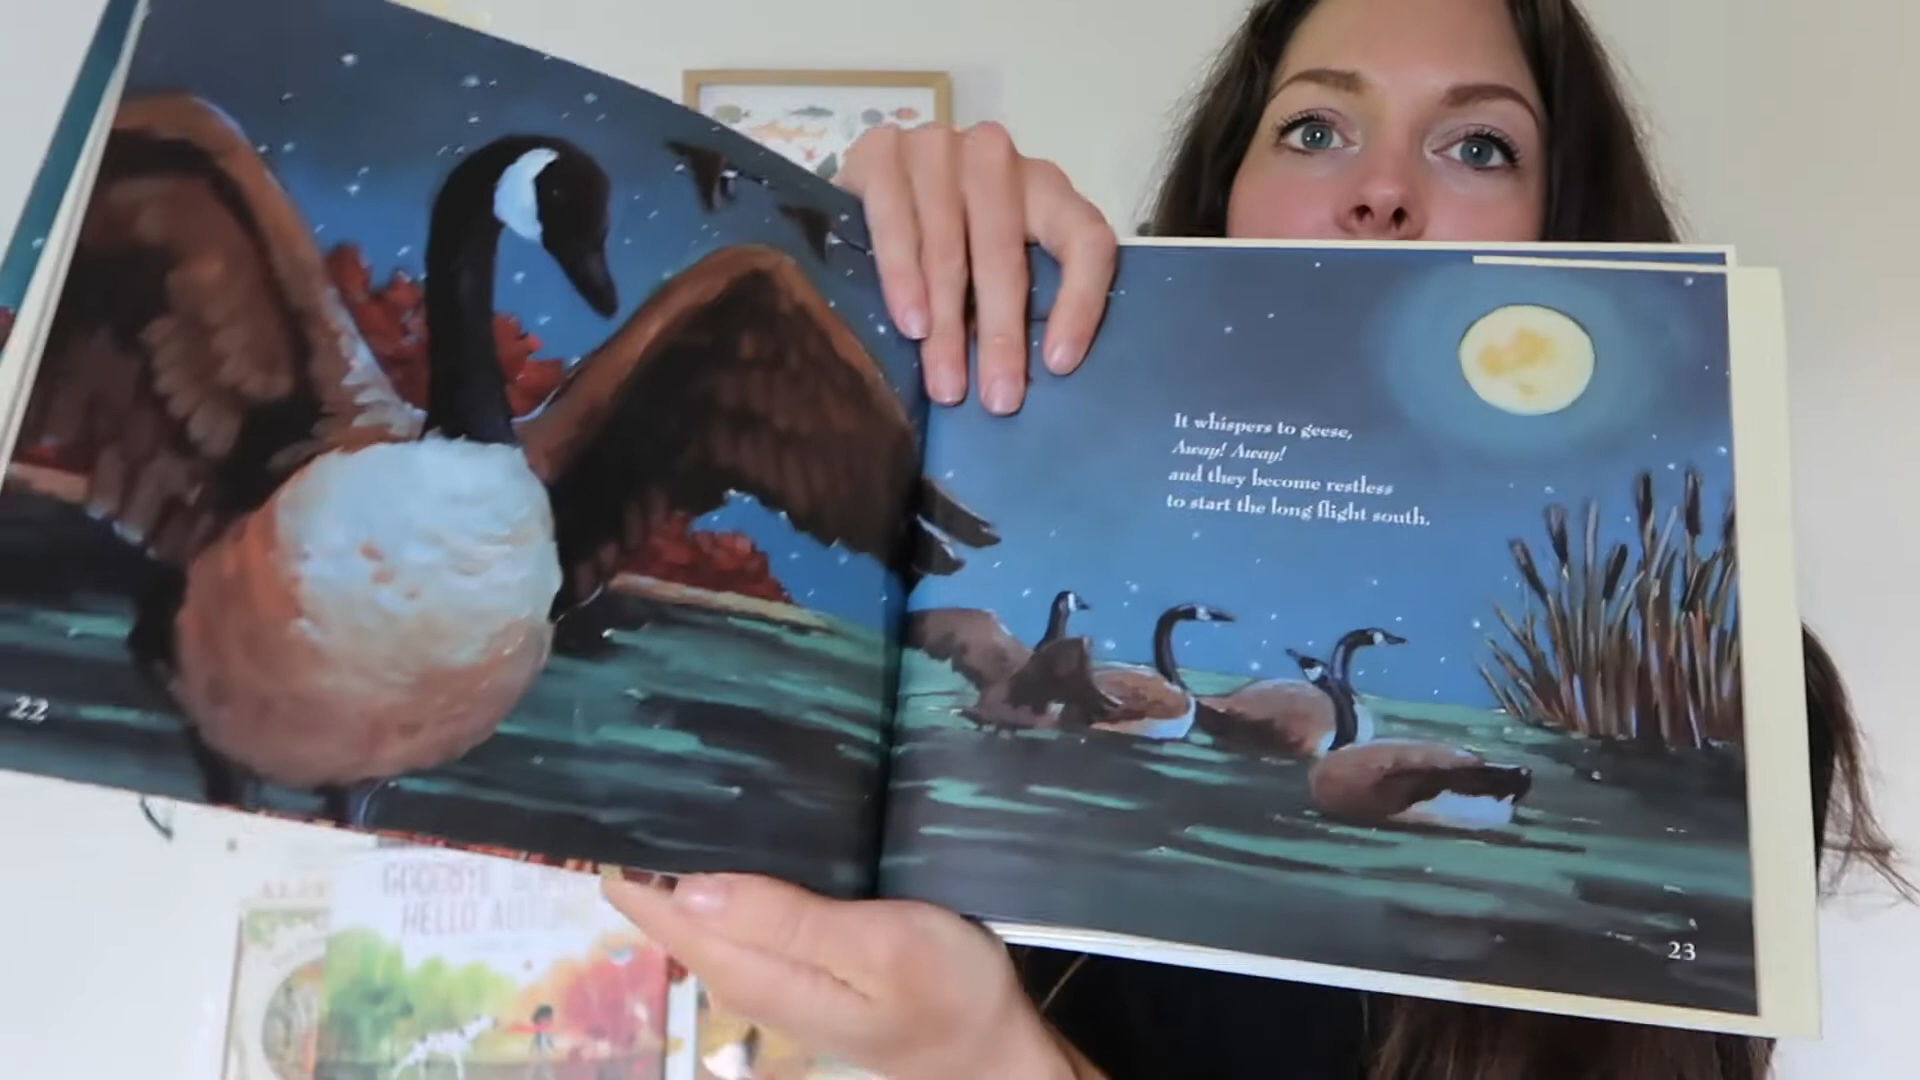 It whispers to geese,
Away! Away!
and they become restless
to start the long flight south.
22
23
GOODBYE
HELLO AUTUMN